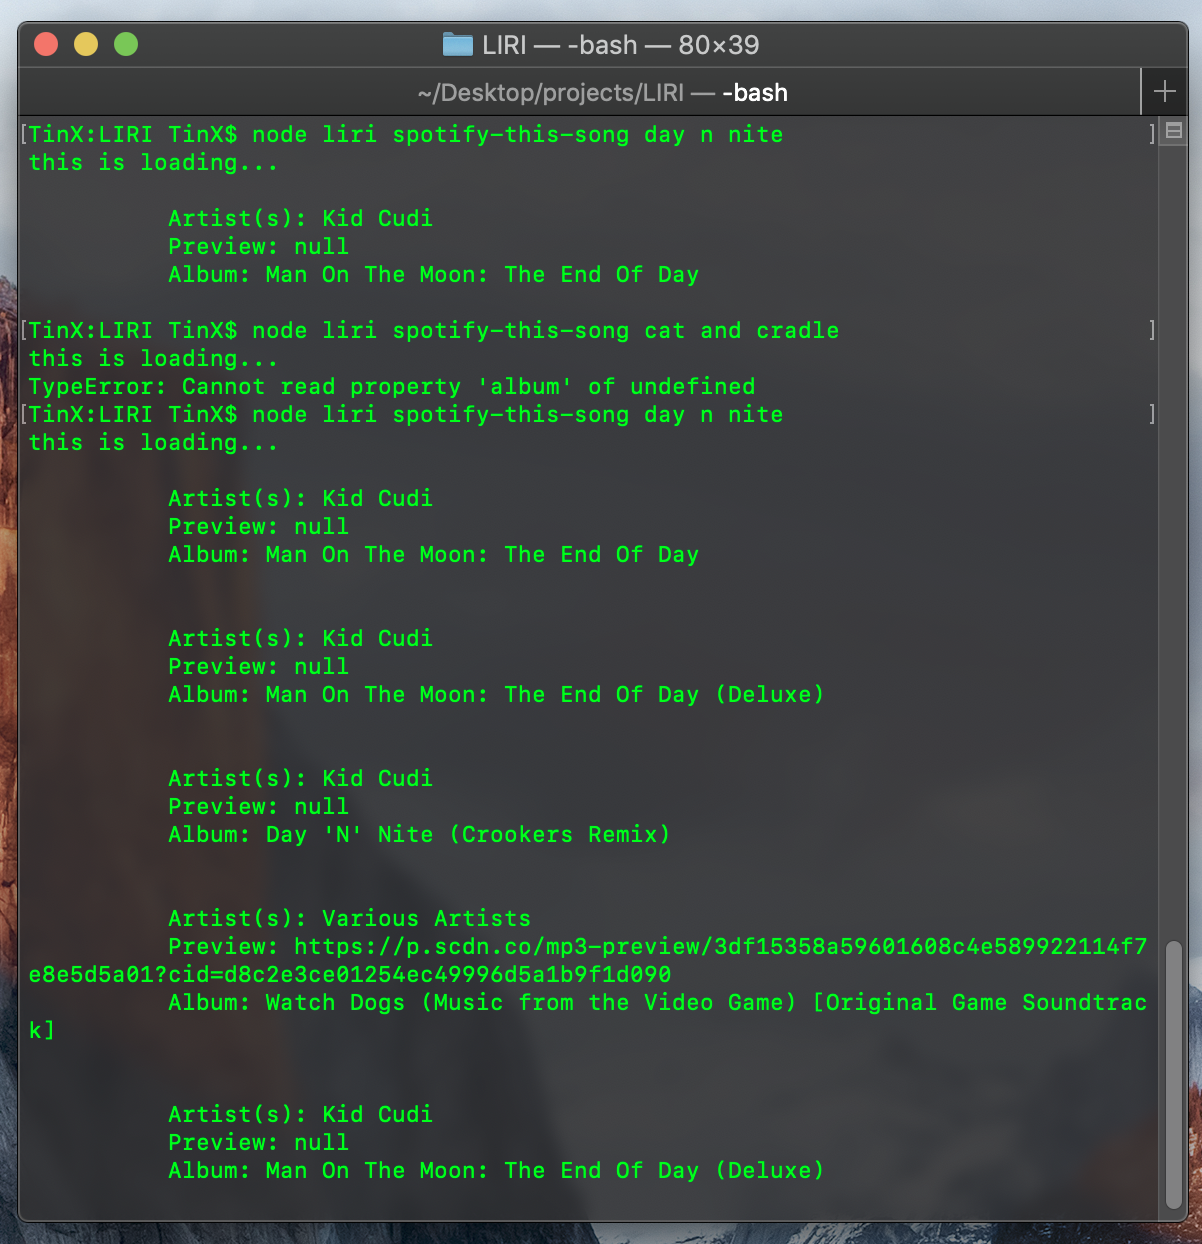 LIRI — -bash — 80×39
~/Desktop/projects/LIRI — -bash
[TinX:LIRI TinX$ node liri spotify-this-song day n nite ]
this is loading...
Artist(s): Kid Cudi
Preview: null
Album: Man On The Moon: The End Of Day
[TinX:LIRI TinX$ node liri spotify-this-song cat and cradle ]
this is loading...
TypeError: Cannot read property 'album' of undefined
[TinX:LIRI TinX$ node liri spotify-this-song day n nite ]
this is loading...
Artist(s): Kid Cudi
Preview: null
Album: Man On The Moon: The End Of Day
Artist(s): Kid Cudi
Preview: null
Album: Man On The Moon: The End Of Day (Deluxe)
Artist(s): Kid Cudi
Preview: null
Album: Day 'N' Nite (Crookers Remix)
Artist(s): Various Artists
Preview: https://p.scdn.co/mp3-preview/3df15358a59601608c4e589922114f7
e8e5d5a01?cid=d8c2e3ce01254ec49996d5a1b9f1d090
Album: Watch Dogs (Music from the Video Game) [Original Game Soundtrac
k]
Artist(s): Kid Cudi
Preview: null
Album: Man On The Moon: The End Of Day (Deluxe)